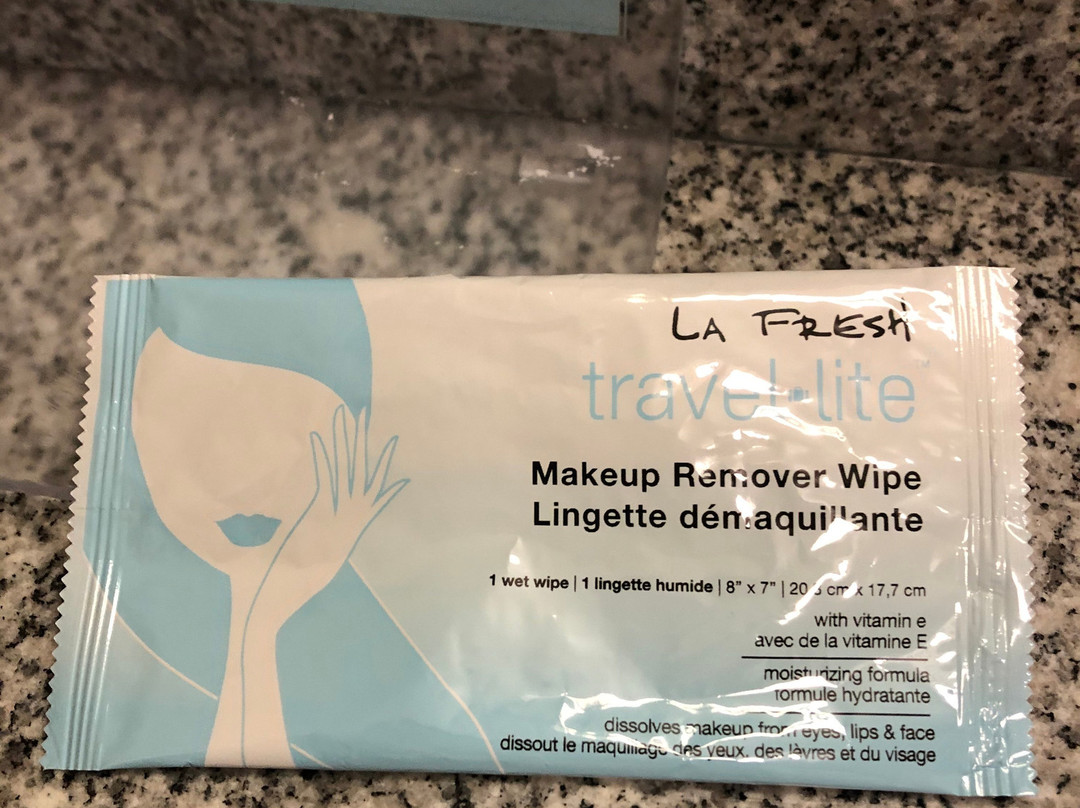 LA FRESH
travel•lite™
Makeup Remover Wipe
Lingette démaquillante
1 wet wipe | 1 lingette humide | 8” x 7” | 20 cm x 17,7 cm
with vitamin e
avec de la vitamine E
moisturizing formula
formule hydratante
dissolves makeup from eyes, lips & face
dissout le maquillage des yeux, des lèvres et du visage